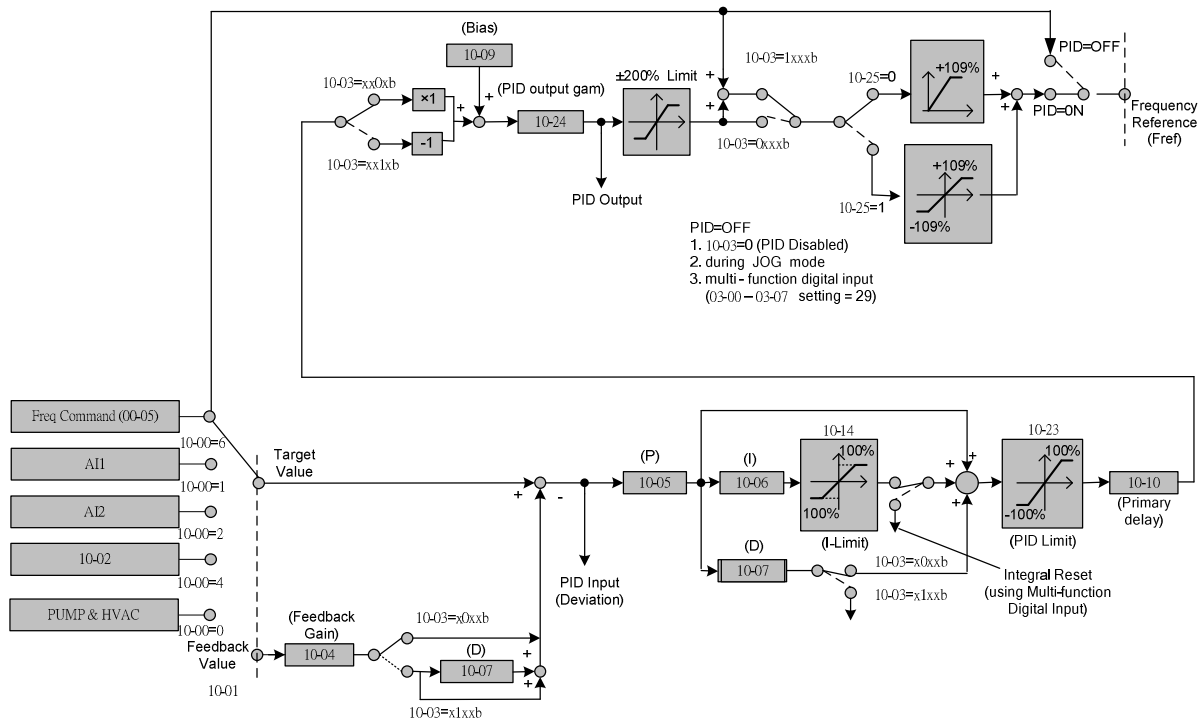 (Bias)
10-09
10-03=xx0xb
×1
-1
10-03=xx1xb
+
+
(PID output gam)
10-24
PID Output
±200% Limit
+
+
10-03=1xxxb
10-03=0xxxb
10-25=0
10-25=1
+109%
+109%
-109%
+
+
PID=OFF
PID=0N
Frequency
Reference
(Fref)
PID=OFF
1. 10-03=0 (PID Disabled)
2. during JOG mode
3. multi - function digital input
(03-00 – 03-07 setting = 29)
Freq Command (00-05)
10-00=6
AI1
10-00=1
AI2
10-00=2
10-02
10-00=4
PUMP & HVAC
10-00=0
Target
Value
Feedback
Value
10-01
(Feedback
Gain)
10-04
10-03=x0xxb
(D)
10-07
+
+
10-03=x1xxb
+
-
PID Input
(Deviation)
(P)
10-05
(I)
10-06
(D)
10-07
10-14
100%
100%
(I-Limit)
+
+
+
+
10-03=x0xxb
10-03=x1xxb
Integral Reset
(using Multi-function
Digital Input)
10-23
100%
-100%
(PID Limit)
10-10
(Primary
delay)